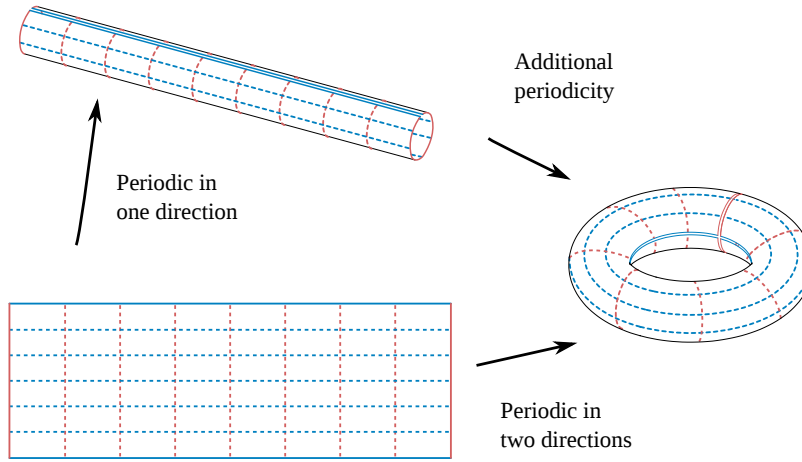 Additional
periodicity
Periodic in
one direction
Periodic in
two directions